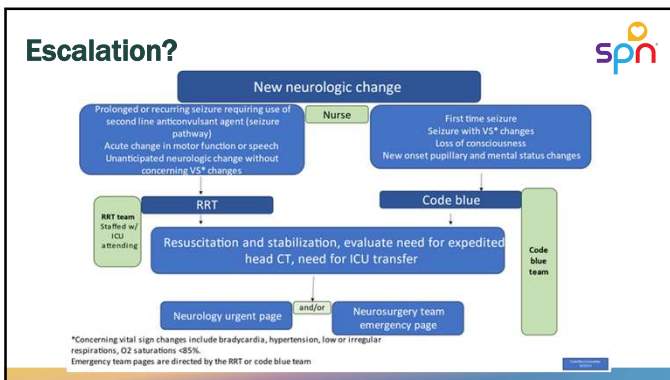 Escalation?
spn
New neurologic change
Nurse
Prolonged or recurring seizure requiring use of
second line anticonvulsant agent (seizure
pathway)
Acute change in motor function or speech
Unanticipated neurologic change without
concerning VS* changes
First time seizure
Seizure with VS* changes
Loss of consciousness
New onset pupillary and mental status changes
RRT
Code blue
RRT team
Staffed w/
ICU
attending
Resuscitation and stabilization, evaluate need for expedited
head CT, need for ICU transfer
Code
blue
team
Neurology urgent page
and/or
Neurosurgery team
emergency page
*Concerning vital sign changes include bradycardia, hypertension, low or irregular
respirations, O2 saturations <85%.
Emergency team pages are directed by the RRT or code blue team